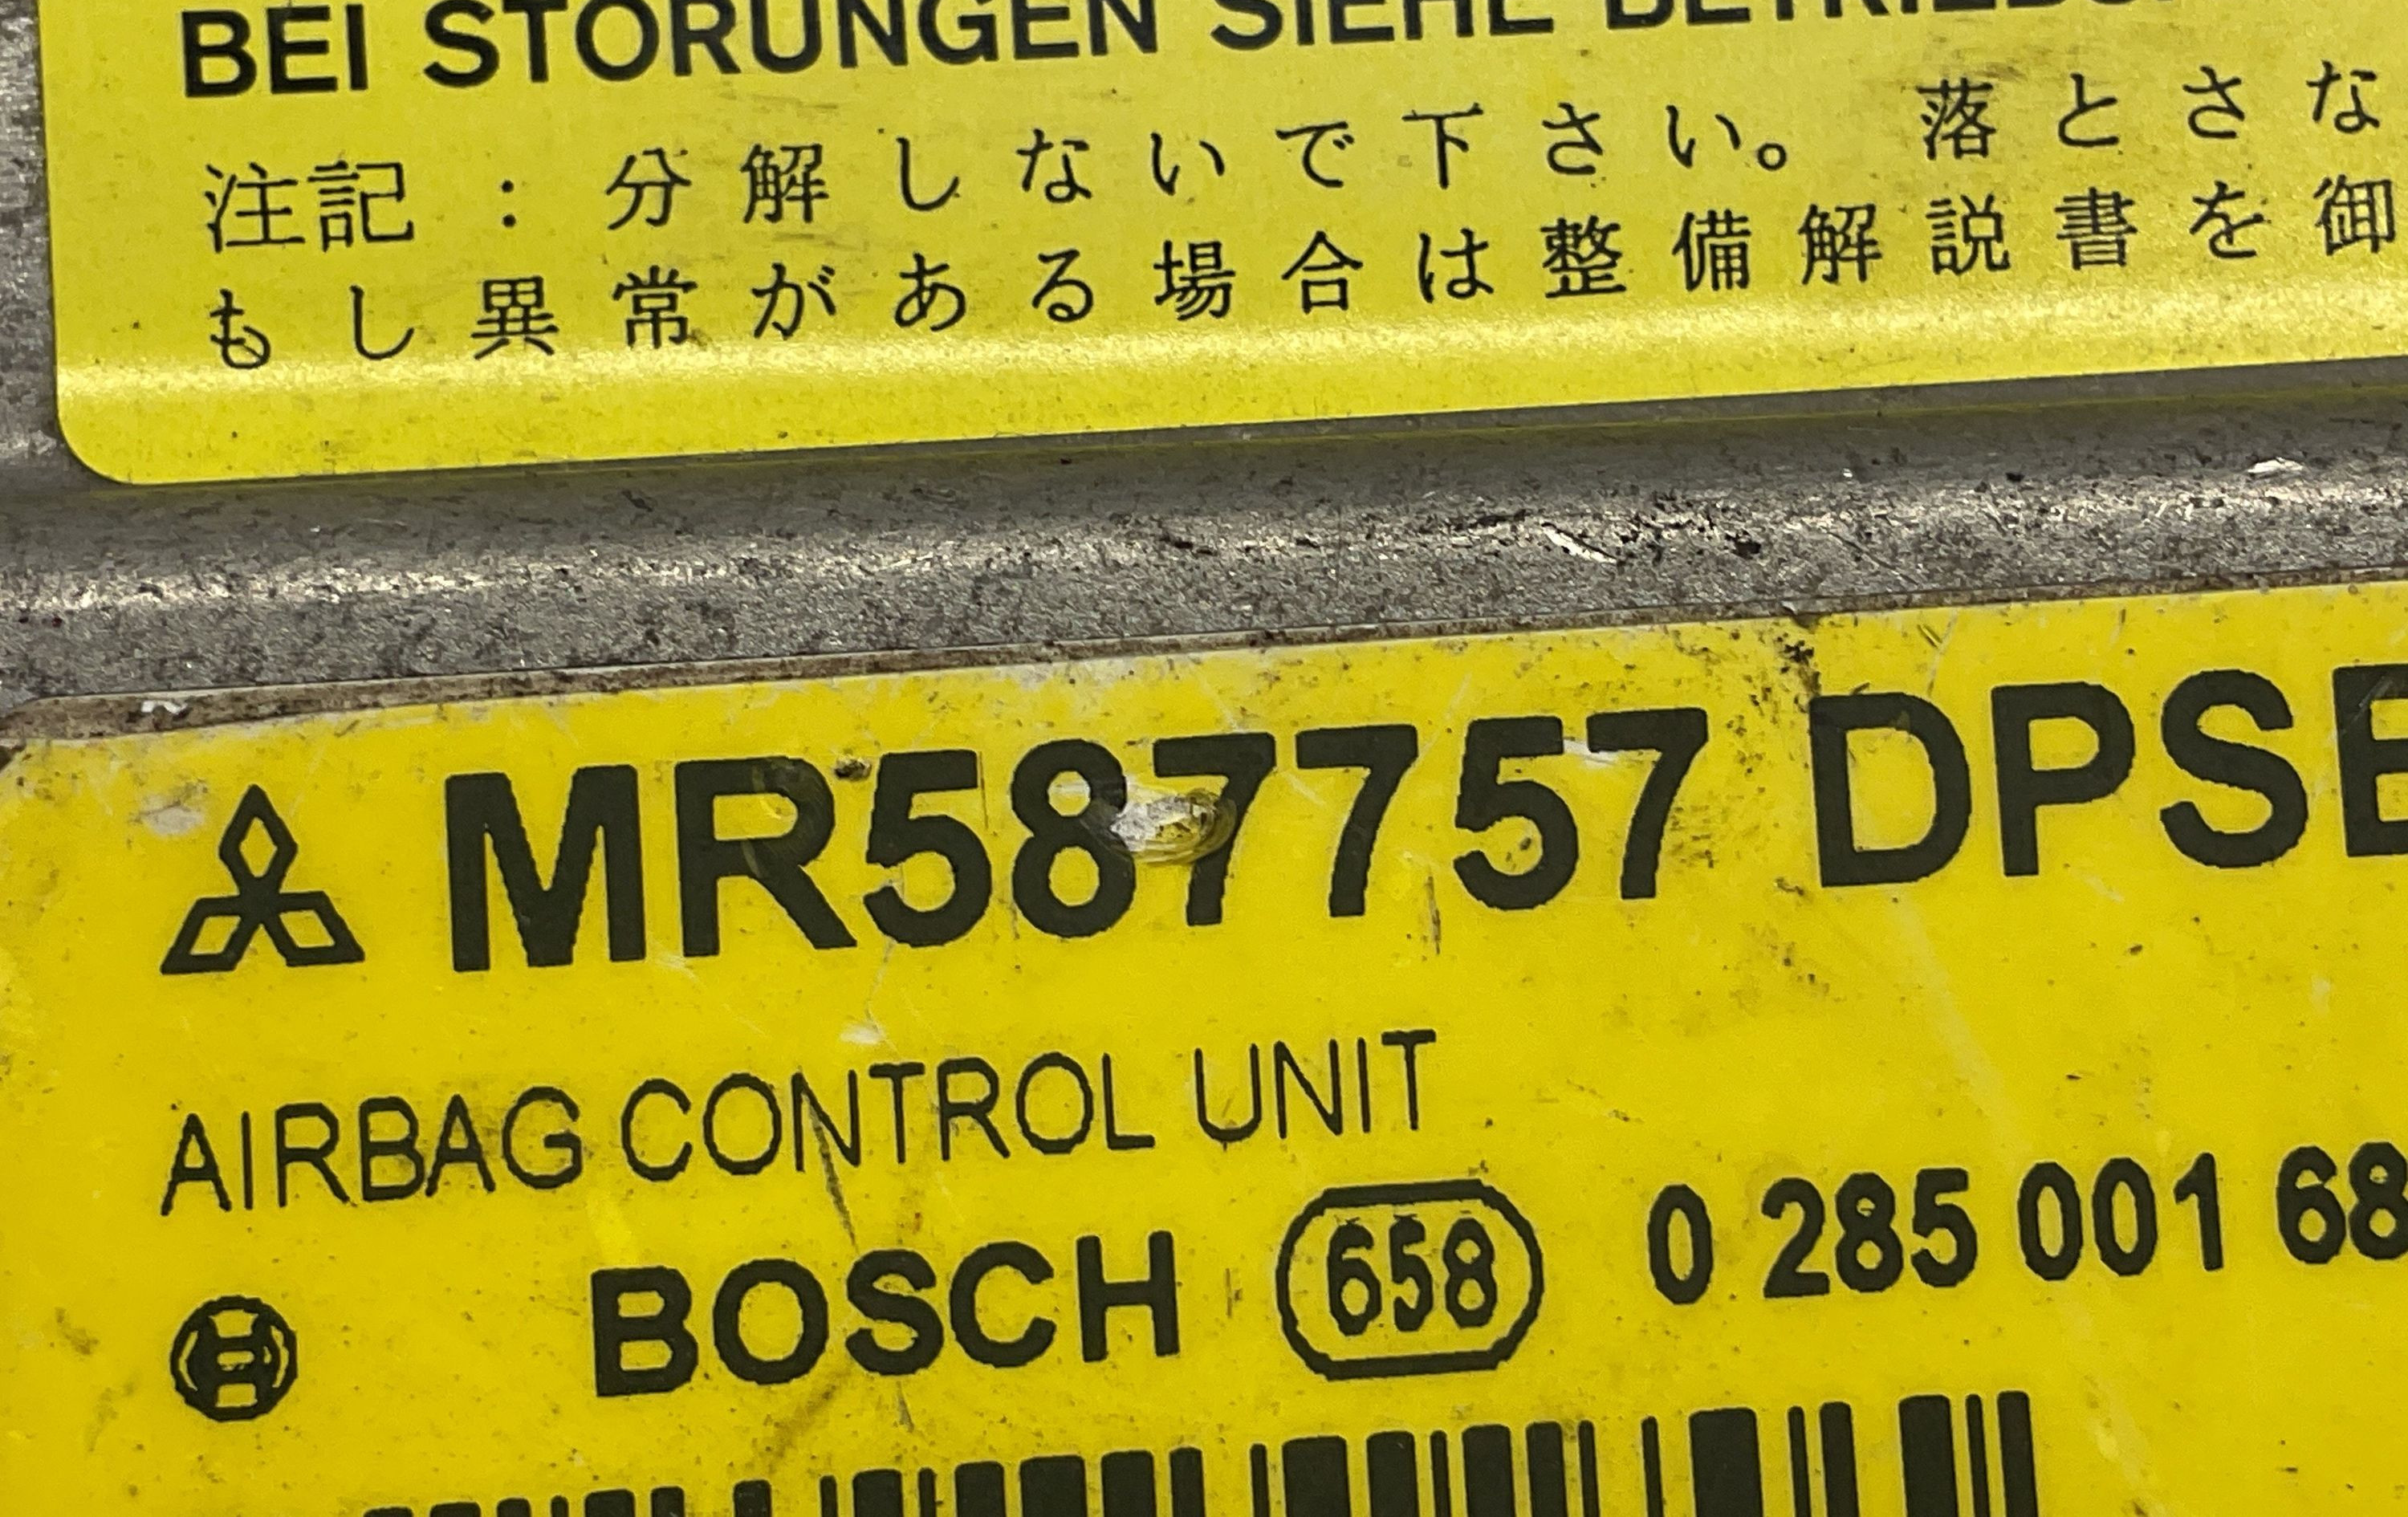 BEI STÖRUNGEN SIEHE
注記：分解しないで下さい。 落とさな
もし異常がある場合は整備解説書を御
MR587757 DPSE
AIRBAG CONTROL UNIT
BOSCH 658 0 285 001 68